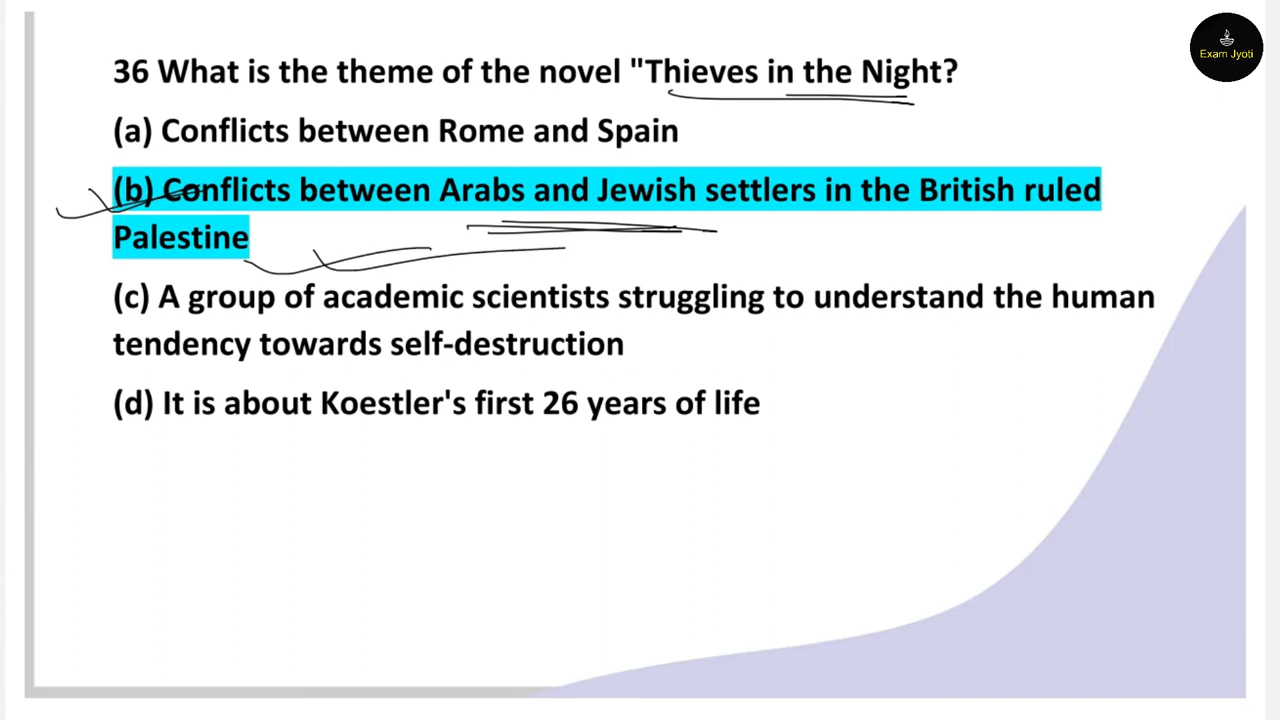 Exam Jyoti
36 What is the theme of the novel "Thieves in the Night?
(a) Conflicts between Rome and Spain
(b) Conflicts between Arabs and Jewish settlers in the British ruled
Palestine
(c) A group of academic scientists struggling to understand the human
tendency towards self-destruction
(d) It is about Koestler's first 26 years of life